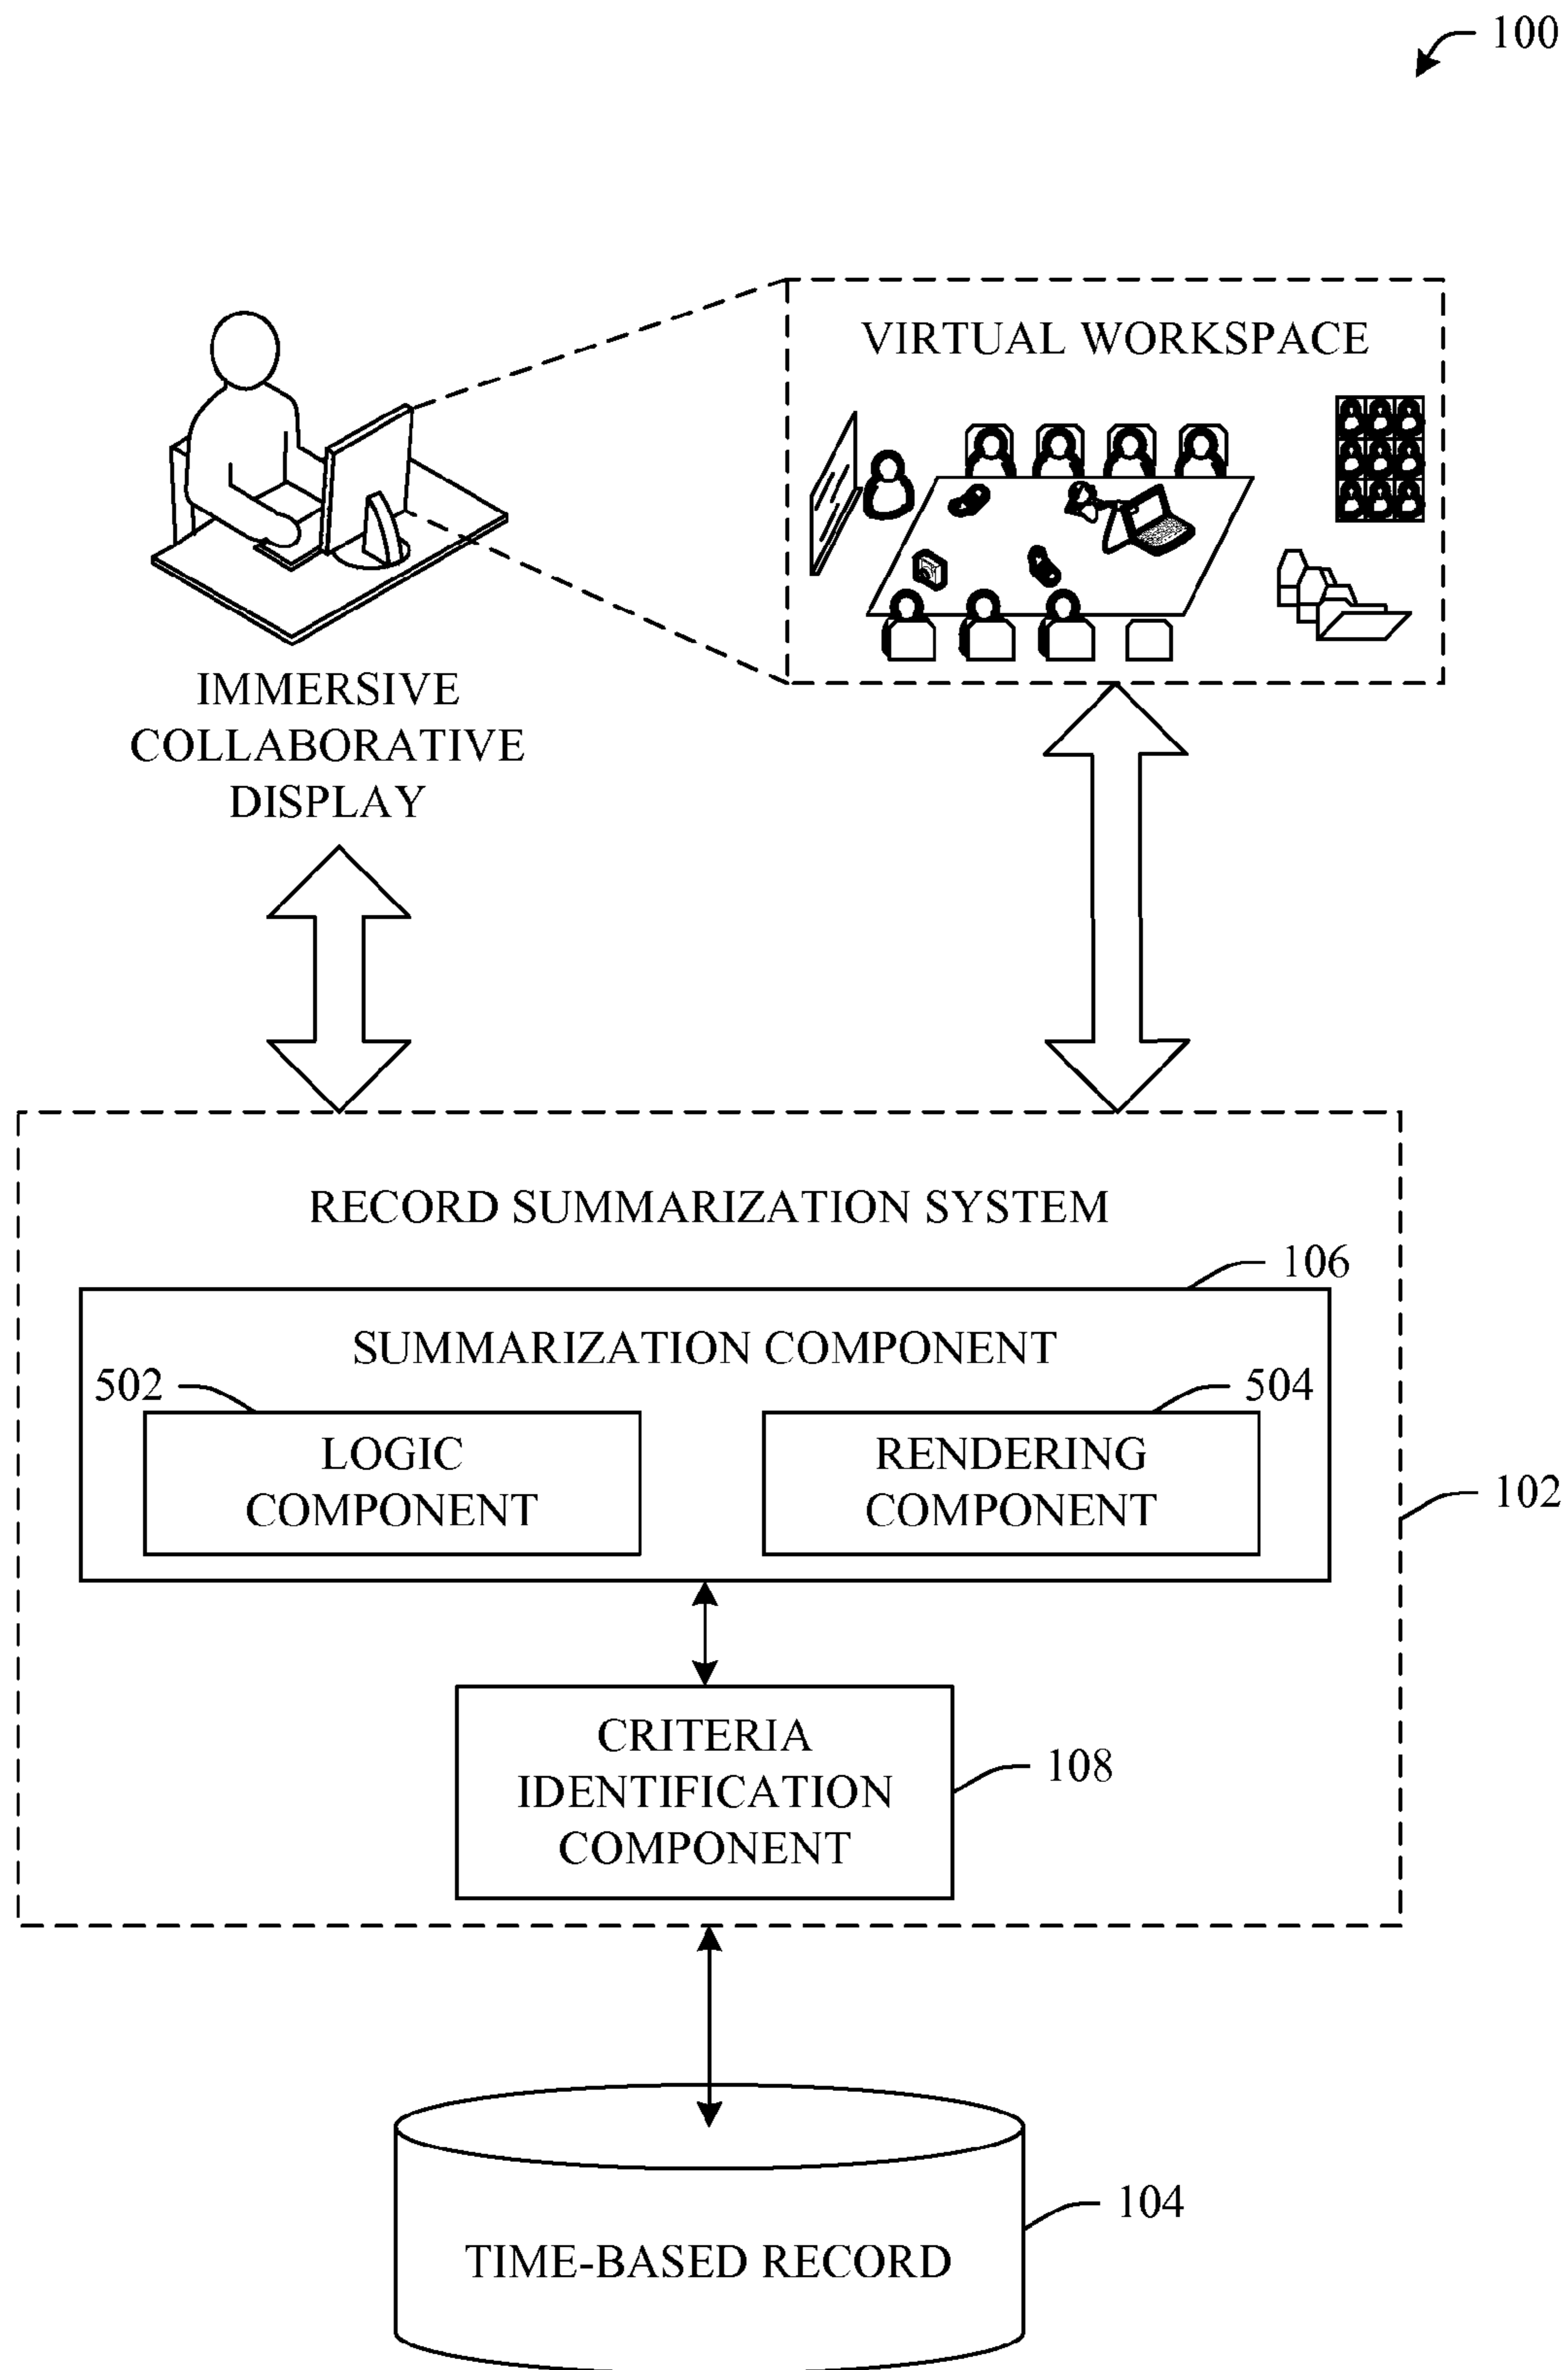 100
VIRTUAL WORKSPACE
IMMERSIVE
COLLABORATIVE
DISPLAY
RECORD SUMMARIZATION SYSTEM
106
SUMMARIZATION COMPONENT
502
504
LOGIC
COMPONENT
RENDERING
COMPONENT
102
CRITERIA
IDENTIFICATION
COMPONENT
108
104
TIME-BASED RECORD